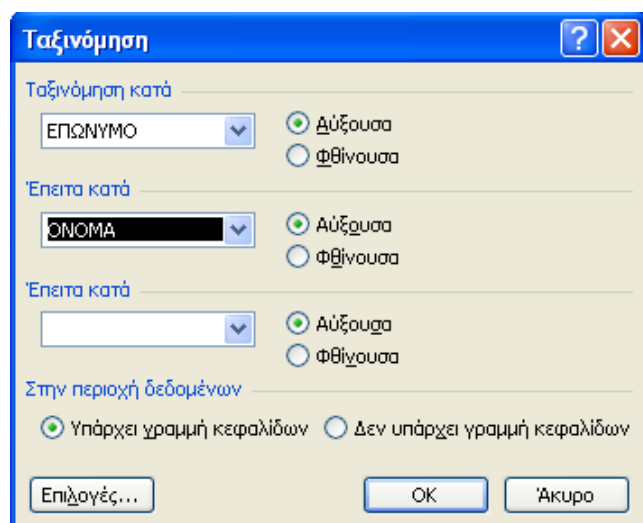 Ταξινόμηση
Ταξινόμηση κατά
ΕΠΩΝΥΜΟ
Αύξουσα
Φθίνουσα
Έπειτα κατά
ΟΝΟΜΑ
Αύξουσα
Φθίνουσα
Έπειτα κατά
Αύξουσα
Φθίνουσα
Στην περιοχή δεδομένων
Υπάρχει γραμμή κεφαλίδων Δεν υπάρχει γραμμή κεφαλίδων
Επιλογές... OK Άκυρο